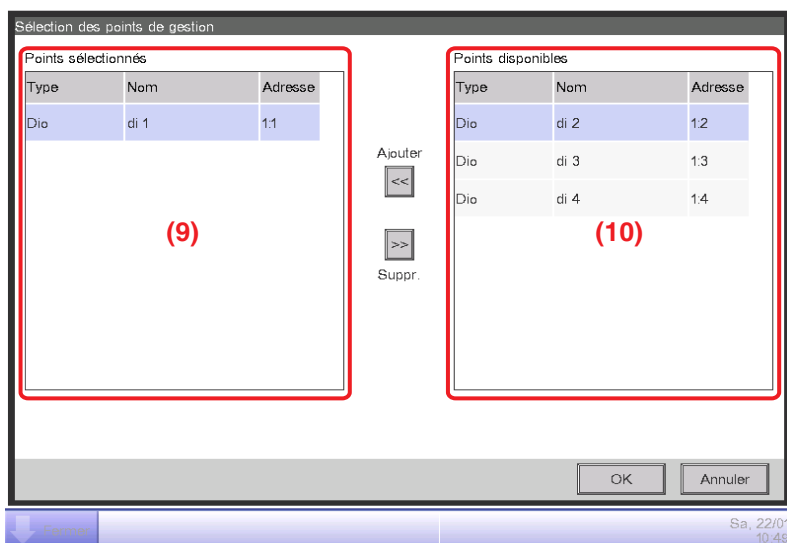 Sélection des points de gestion
Points sélectionnés
Type Nom Adresse
Dio di 1 1:1
(9)
Ajouter
<<
>>
Suppr.
Points disponibles
Type Nom Adresse
Dio di 2 1:2
Dio di 3 1:3
Dio di 4 1:4
(10)
OK Annuler
Sa, 22/01
10:49